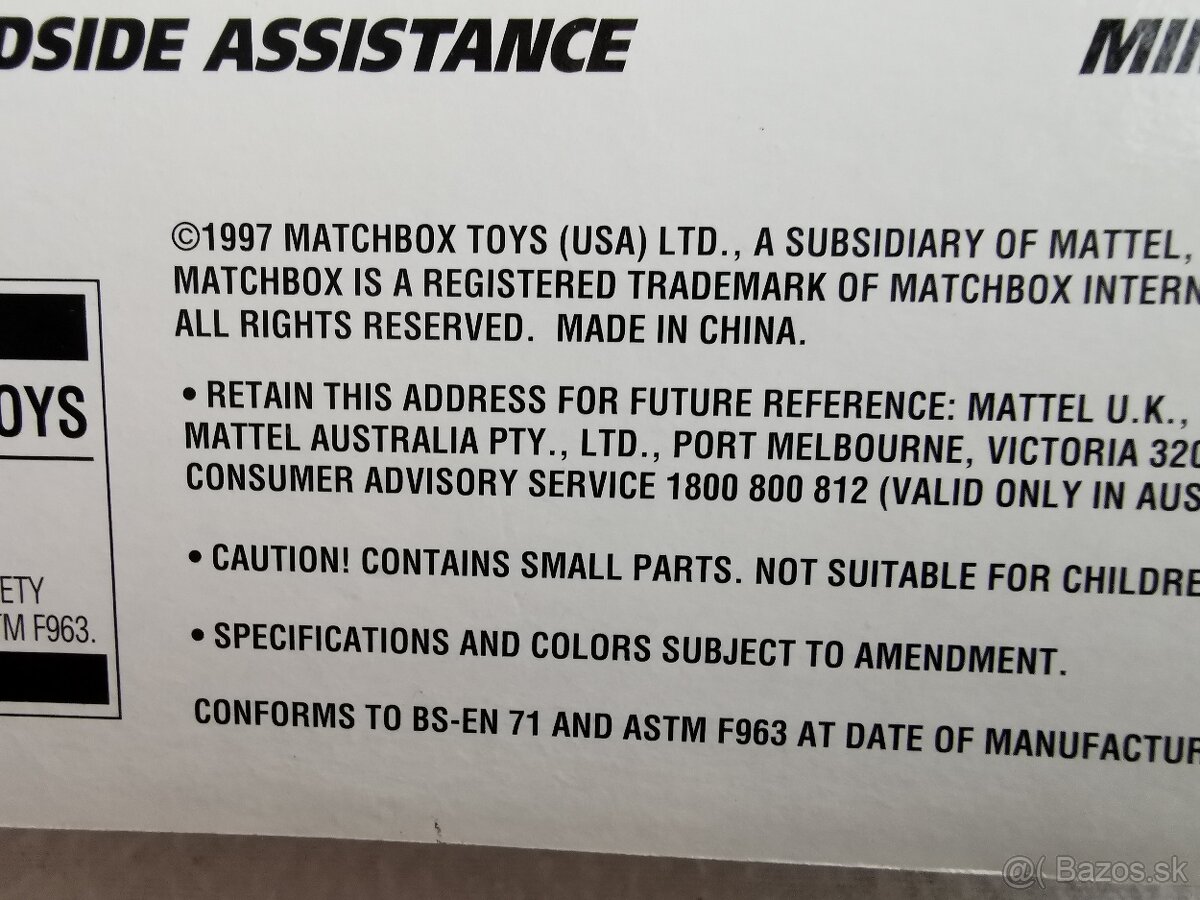 DSIDE ASSISTANCE
MI
©1997 MATCHBOX TOYS (USA) LTD., A SUBSIDIARY OF MATTEL,
MATCHBOX IS A REGISTERED TRADEMARK OF MATCHBOX INTERN
ALL RIGHTS RESERVED. MADE IN CHINA.
OYS
• RETAIN THIS ADDRESS FOR FUTURE REFERENCE: MATTEL U.K.,
MATTEL AUSTRALIA PTY., LTD., PORT MELBOURNE, VICTORIA 320
CONSUMER ADVISORY SERVICE 1800 800 812 (VALID ONLY IN AUS
• CAUTION! CONTAINS SMALL PARTS. NOT SUITABLE FOR CHILDRE
ETY
TM F963.
• SPECIFICATIONS AND COLORS SUBJECT TO AMENDMENT.
CONFORMS TO BS-EN 71 AND ASTM F963 AT DATE OF MANUFACTUR
@( Bazos.sk